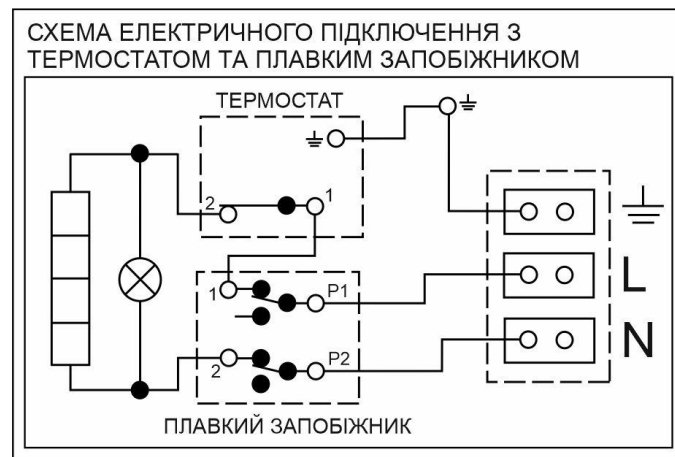 СХЕМА ЕЛЕКТРИЧНОГО ПІДКЛЮЧЕННЯ З
ТЕРМОСТАТОМ ТА ПЛАВКИМ ЗАПОБІЖНИКОМ
ТЕРМОСТАТ
2
1
1
P1
L
2
P2
N
ПЛАВКИЙ ЗАПОБІЖНИК